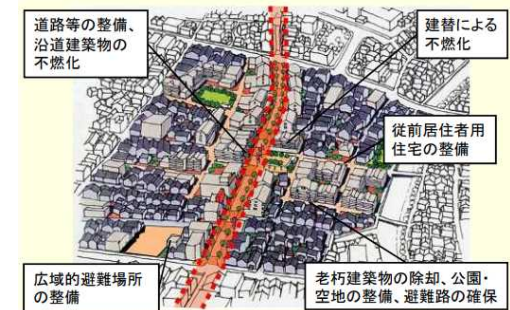 道路等の整備、
沿道建築物の
不燃化
建替による
不燃化
従前居住者用
住宅の整備
広域的避難場所
の整備
老朽建築物の除却、公園・
空地の整備、避難路の確保